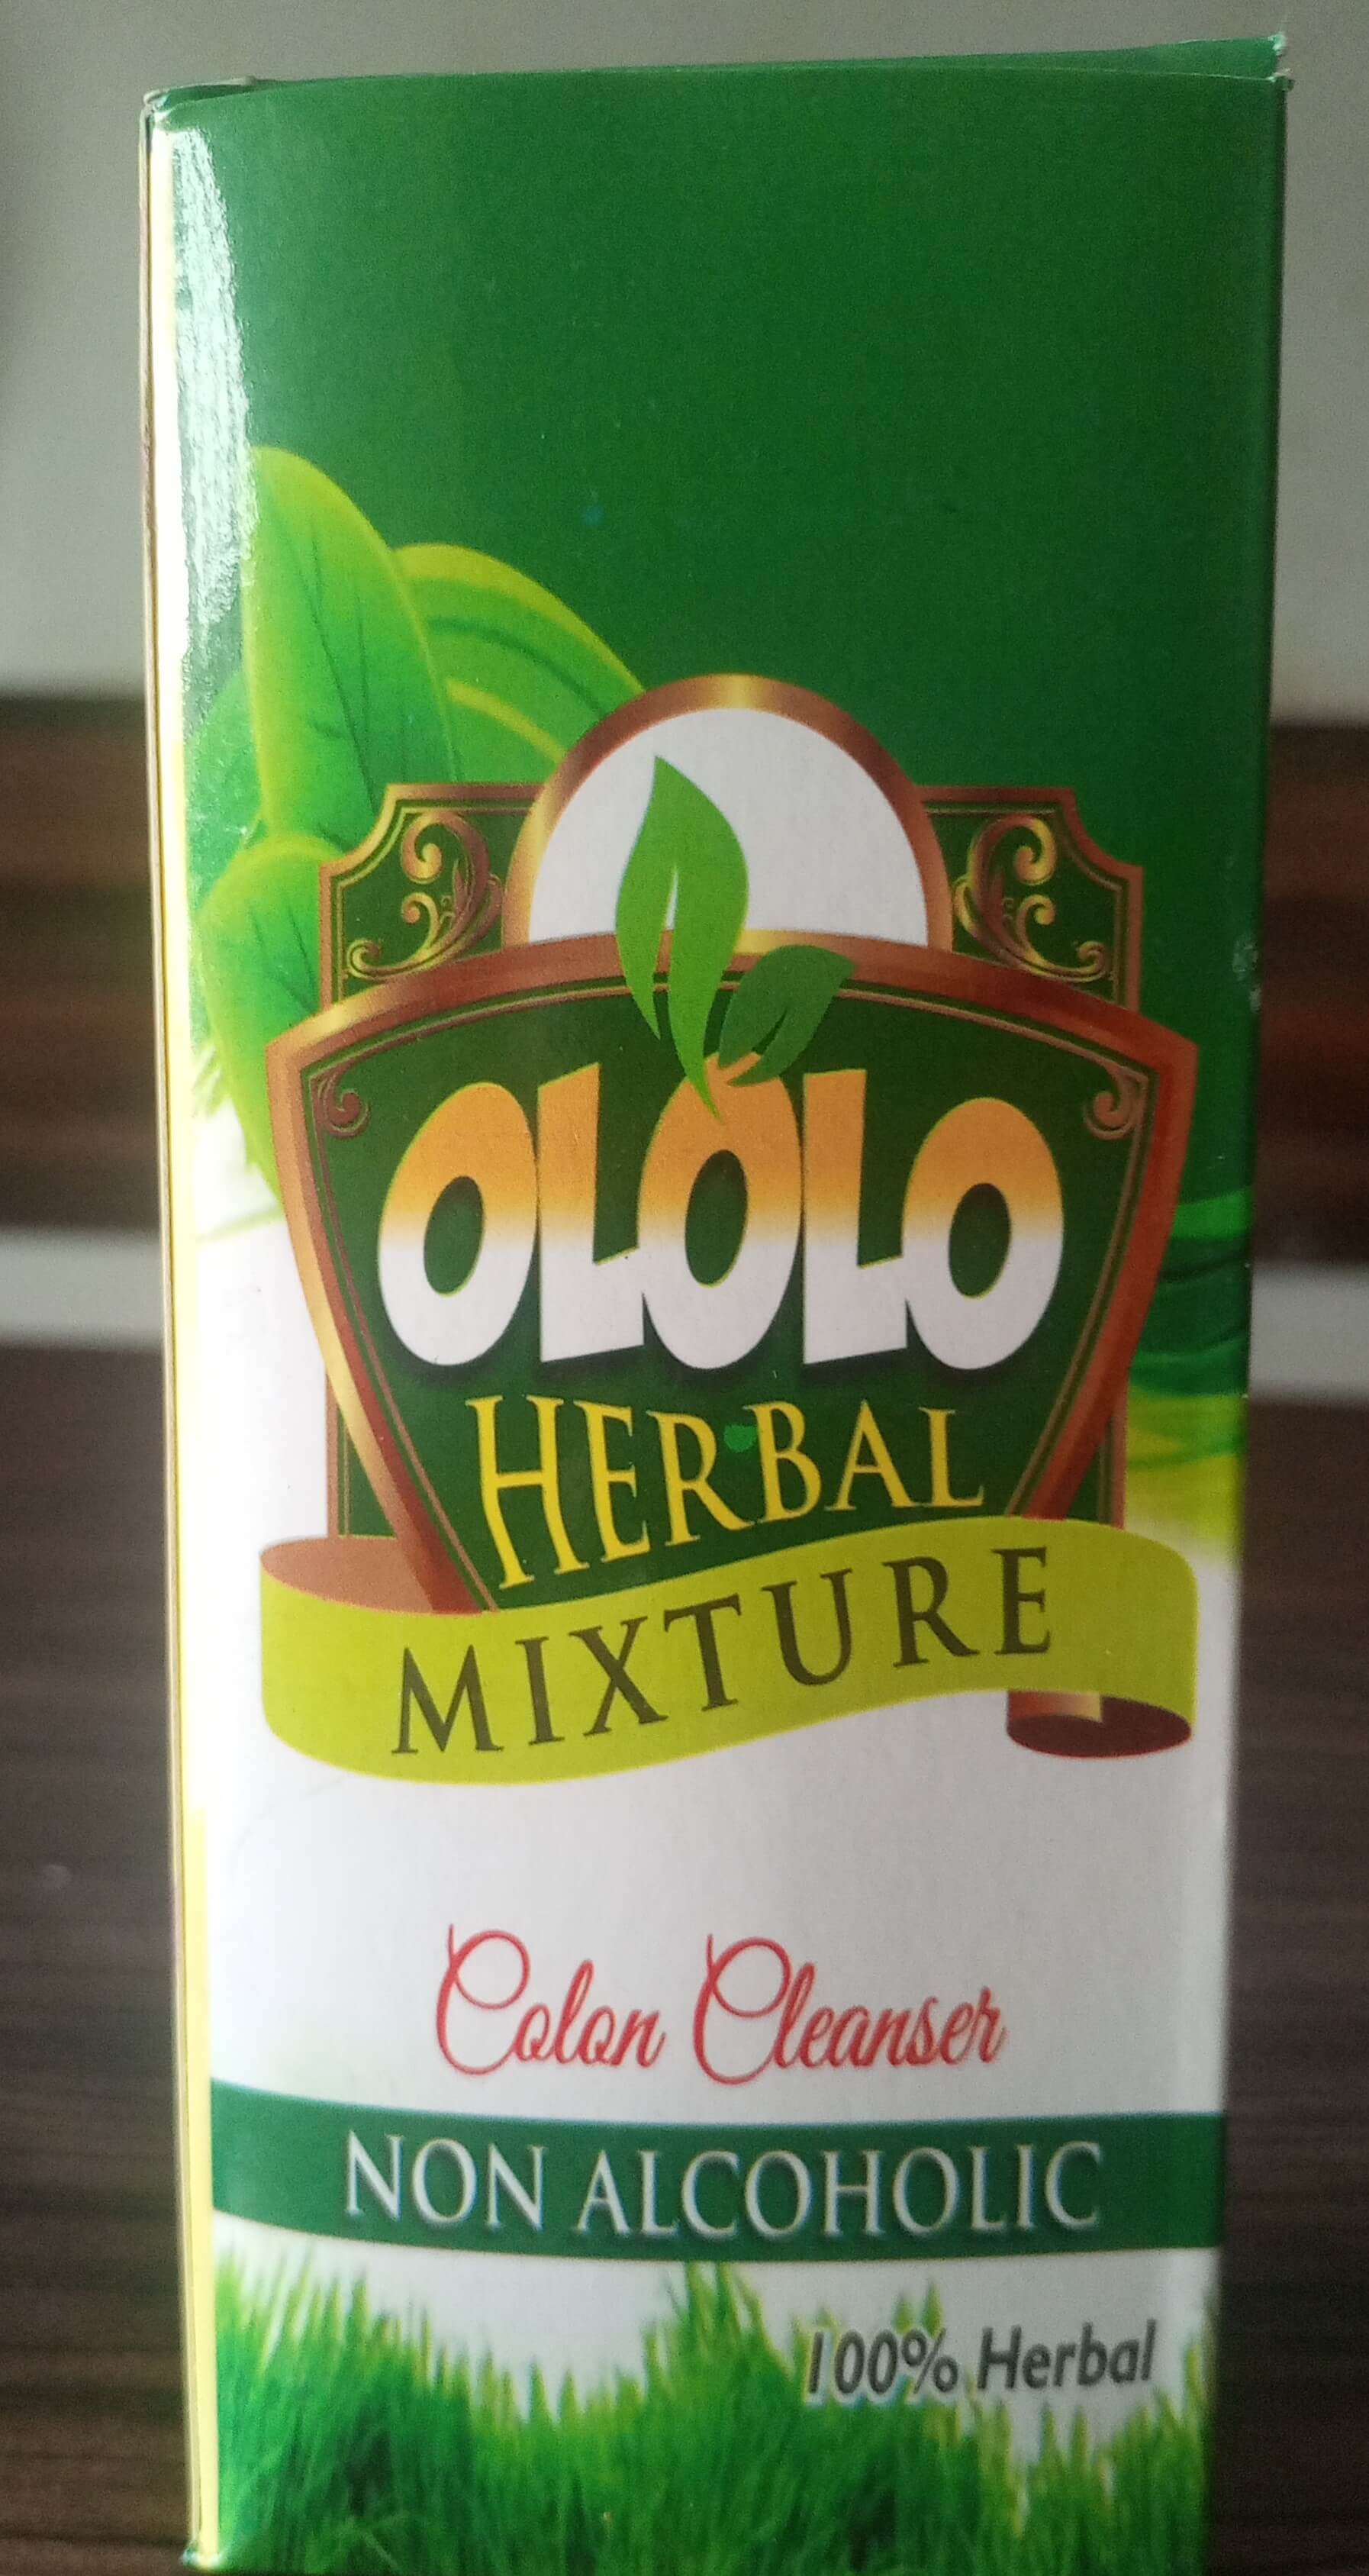 OLOLO
HERBAL
MIXTURE
Colon Cleanser
NON ALCOHOLIC
100% Herbal